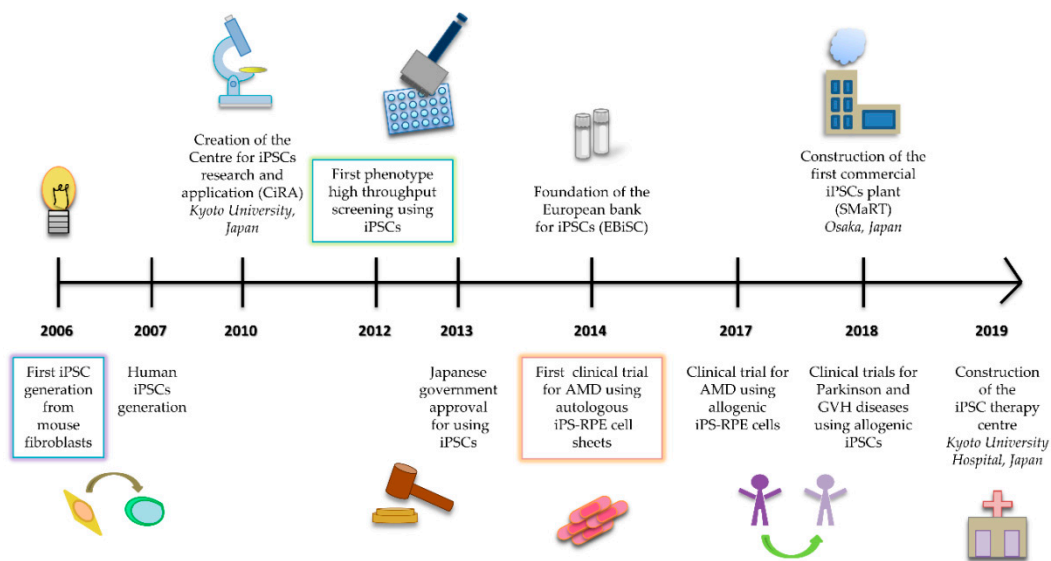 Creation of the
Centre for iPSCs
research and
application (CiRA)
Kyoto University,
Japan
First phenotype
high throughput
screening using
iPSCs
Foundation of the
European bank
for iPSCs (EBiSC)
Construction of the
first commercial
iPSCs plant
(SMaRT)
Osaka, Japan
2006
2007
2010
2012
2013
2014
2017
2018
2019
First iPSC
generation
from
mouse
fibroblasts
Human
iPSCs
generation
Japanese
government
approval
for using
iPSCs
First clinical trial
for AMD using
autologous
iPS-RPE cell
sheets
Clinical trial for
AMD using
allogenic
iPS-RPE cells
Clinical trials for
Parkinson and
GVH diseases
using allogenic
iPSCs
Construction
of the
iPSC therapy
centre
Kyoto University
Hospital, Japan